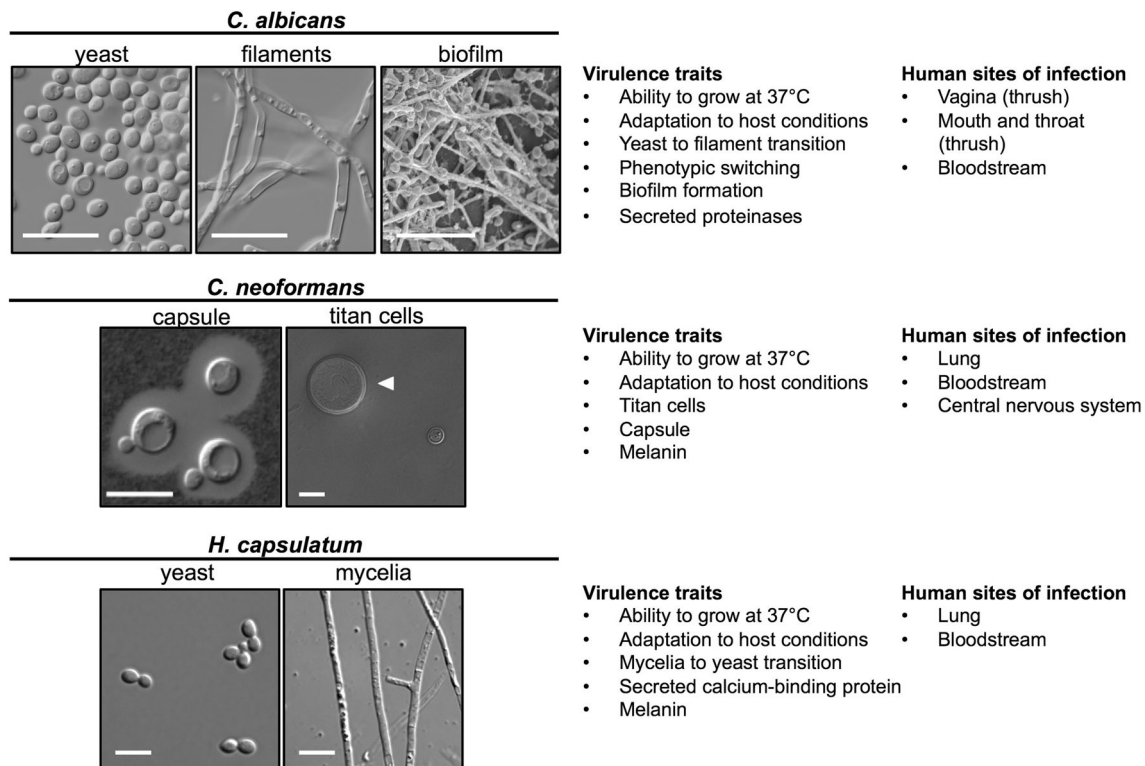 C. albicans
yeast
filaments
biofilm
Virulence traits
• Ability to grow at 37°C
• Adaptation to host conditions
• Yeast to filament transition
• Phenotypic switching
• Biofilm formation
• Secreted proteinases
Human sites of infection
• Vagina (thrush)
• Mouth and throat
(thrush)
• Bloodstream
C. neoformans
capsule
titan cells
Virulence traits
• Ability to grow at 37°C
• Adaptation to host conditions
• Titan cells
• Capsule
• Melanin
Human sites of infection
• Lung
• Bloodstream
• Central nervous system
H. capsulatum
yeast
mycelia
Virulence traits
• Ability to grow at 37°C
• Adaptation to host conditions
• Mycelia to yeast transition
• Secreted calcium-binding protein
• Melanin
Human sites of infection
• Lung
• Bloodstream